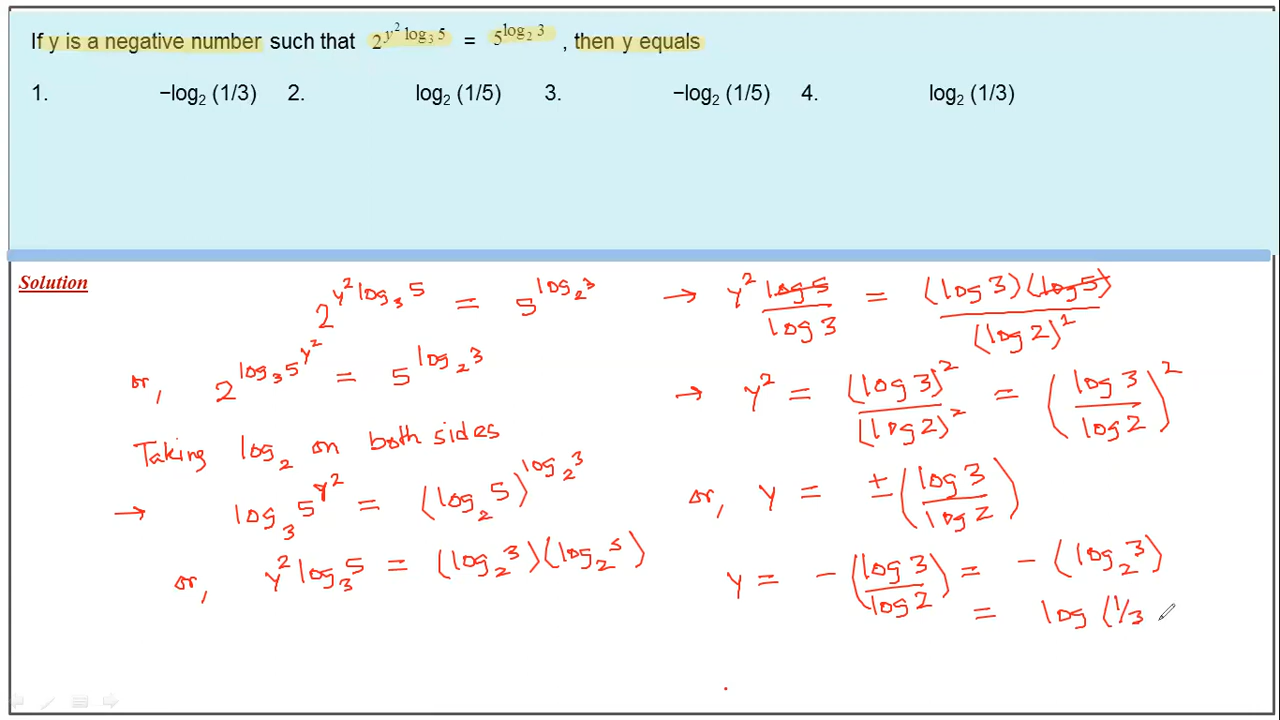 If y is a negative number such that 2^(y² log₃ 5) = 5^(log₂ 3) , then y equals
1. −log₂ (1/3) 2. log₂ (1/5) 3. −log₂ (1/5) 4. log₂ (1/3)
Solution
2^(y² log₃ 5) = 5^(log₂ 3)
or, 2^(log₃ 5^(y²)) = 5^(log₂ 3)
Taking log₂ on both sides
→ log₃ 5^(y²) = (log₂ 5)^(log₂ 3)
or, y² log₃ 5 = (log₂ 3)(log₂ 5)
→ y² log 5 / log 3 = (log 3)(log 5) / (log 2)²
→ y² = (log 3)² / (log 2)² = (log 3 / log 2)²
or, y = ± (log 3 / log 2)
y = − (log 3 / log 2) = − (log₂ 3)
= log (1/3